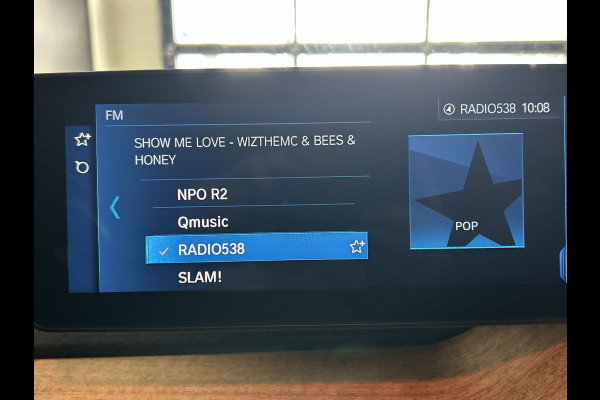 FM
RADIO538 10:08
SHOW ME LOVE - WIZTHEMC & BEES &
HONEY
NPO R2
Qmusic
RADIO538
SLAM!
POP